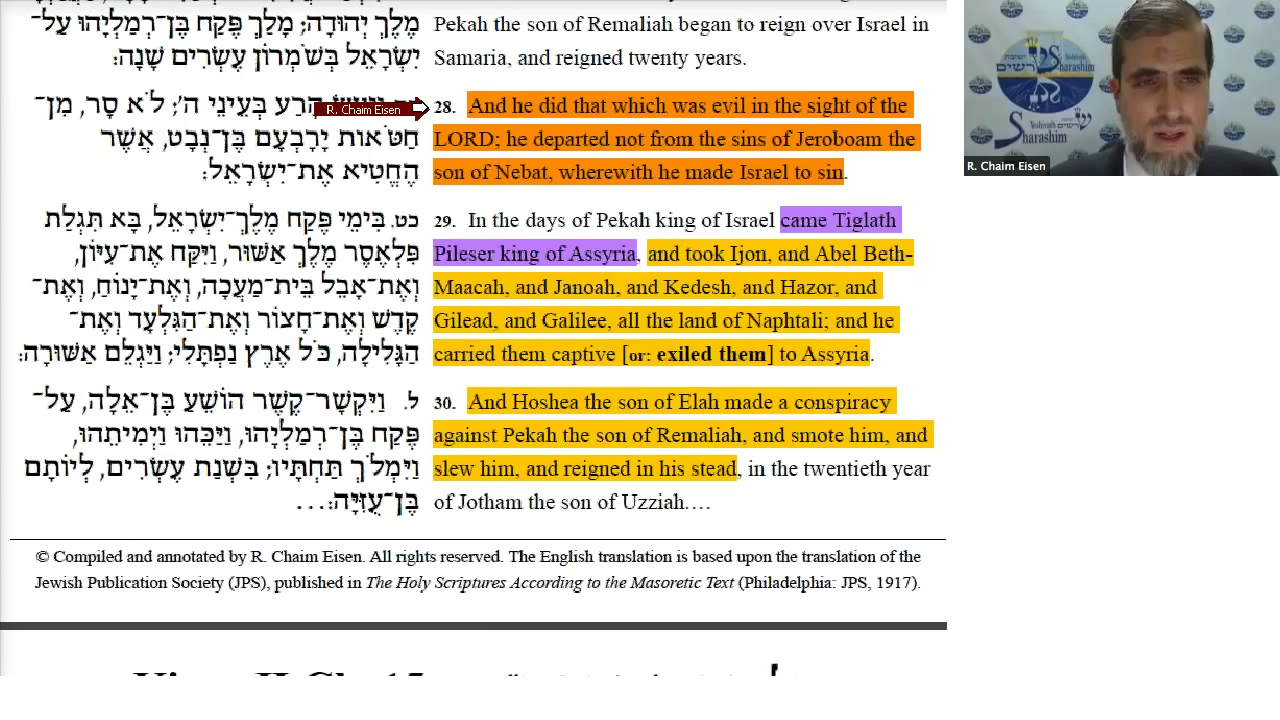 מֶלֶךְ יְהוּדָה; מָלַךְ פֶּקַח בֶּן־רְמַלְיָהוּ עַל־
יִשְׂרָאֵל בְּשֹׁמְרוֹן עֶשְׂרִים שָׁנָה:
הָרַע בְּעֵינֵי ה'; לֹא סָר, מִן־
חַטֹּאות יָרָבְעָם בֶּן־נְבָט, אֲשֶׁר
הֶחֱטִיא אֶת־יִשְׂרָאֵל:
כט. בִּימֵי פֶּקַח מֶלֶךְ־יִשְׂרָאֵל, בָּא תִּגְלַת
פִּלְאֶסֶר מֶלֶךְ אַשּׁוּר, וַיִּקַּח אֶת־עִיּוֹן,
וְאֶת־אָבֵל בֵּית־מַעֲכָה, וְאֶת־יָנוֹחַ, וְאֶת־
קֶדֶשׁ וְאֶת־חָצוֹר וְאֶת־הַגִּלְעָד וְאֶת־
הַגָּלִילָה, כֹּל אֶרֶץ נַפְתָּלִי; וַיַּגְלֵם אַשּׁוּרָה:
ל. וַיִּקְשָׁר־קֶשֶׁר הוֹשֵׁעַ בֶּן־אֵלָה, עַל־
פֶּקַח בֶּן־רְמַלְיָהוּ, וַיַּכֵּהוּ וַיְמִיתֵהוּ,
וַיִּמְלֹךְ תַּחְתָּיו; בִּשְׁנַת עֶשְׂרִים, לְיוֹתָם
בֶּן־עֻזִּיָּה:...
Pekah the son of Remaliah began to reign over Israel in
Samaria, and reigned twenty years.
28. And he did that which was evil in the sight of the
LORD; he departed not from the sins of Jeroboam the
son of Nebat, wherewith he made Israel to sin.
29. In the days of Pekah king of Israel came Tiglath
Pileser king of Assyria, and took Ijon, and Abel Beth-
Maacah, and Janoah, and Kedesh, and Hazor, and
Gilead, and Galilee, all the land of Naphtali; and he
carried them captive [or: exiled them] to Assyria.
30. And Hoshea the son of Elah made a conspiracy
against Pekah the son of Remaliah, and smote him, and
slew him, and reigned in his stead, in the twentieth year
of Jotham the son of Uzziah….
© Compiled and annotated by R. Chaim Eisen. All rights reserved. The English translation is based upon the translation of the
Jewish Publication Society (JPS), published in The Holy Scriptures According to the Masoretic Text (Philadelphia: JPS, 1917).
R. Chaim Eisen
ישיבת
שרשים
Yeshivath
Sharashim
R. Chaim Eisen